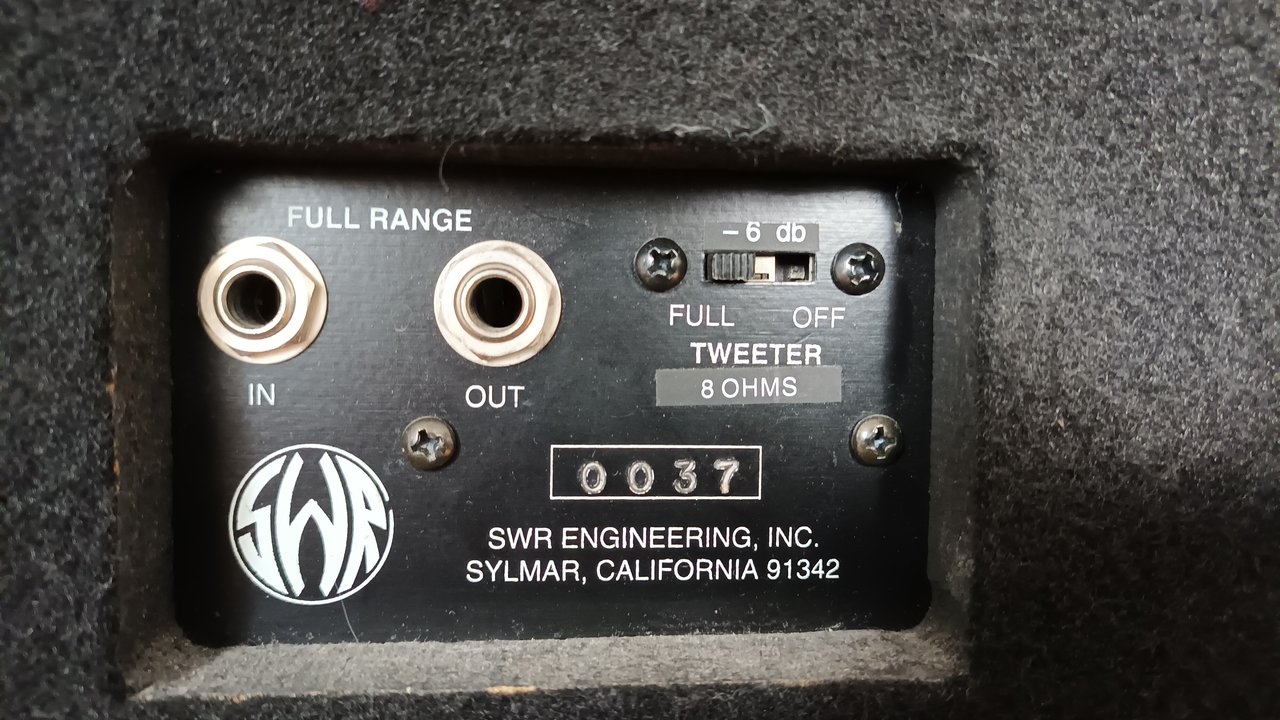 FULL RANGE
– 6 db
FULL OFF
TWEETER
8 OHMS
IN OUT
0037
SWR
SWR ENGINEERING, INC.
SYLMAR, CALIFORNIA 91342